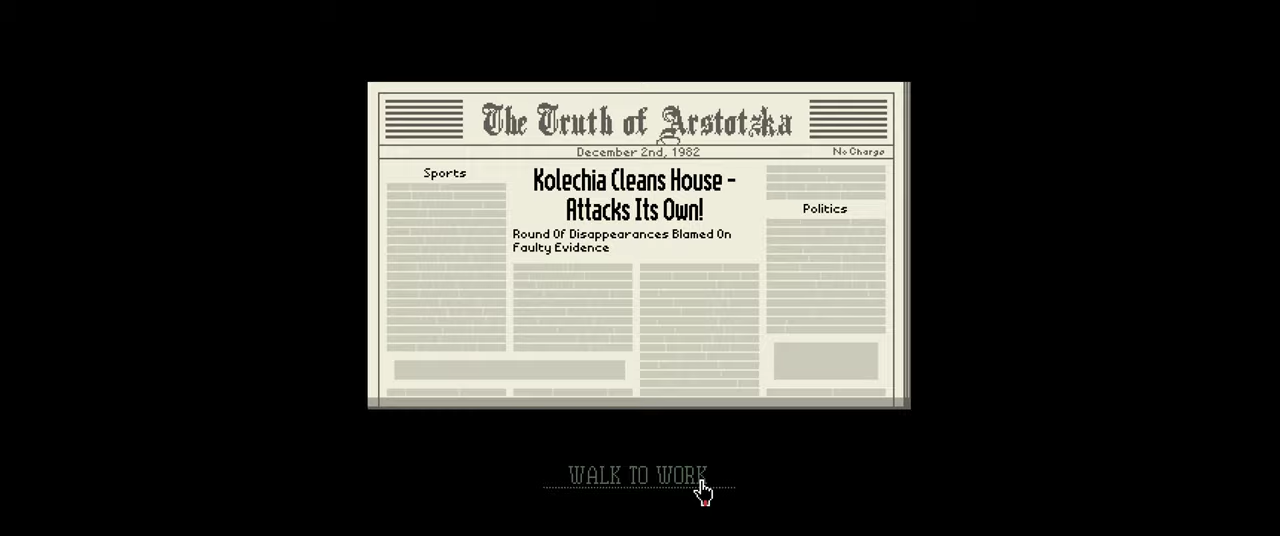 The Truth of Arstotzka
December 2nd, 1982
No Charge
Sports
Kolechia Cleans House -
Attacks Its Own!
Round Of Disappearances Blamed On
Faulty Evidence
Politics
WALK TO WORK